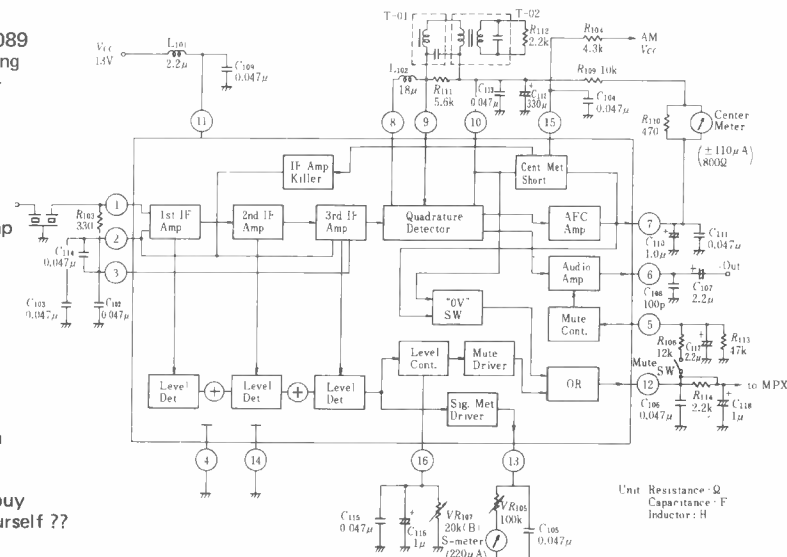 089
ng
p
buy
urself ??
Vcc
13V
L101
2.2μ
C109
0.047μ
T-01
T-02
R112
2.2k
R104
4.3k
AM
Vcc
L102
18μ
R111
5.6k
0.047μ
330μ
R109 10k
C104
0.047μ
R110
470
Center
Meter
(±110μA)
800Ω
11
8
9
10
15
IF Amp
Killer
Cent Met
Short
1
R103
330
2
C114
0.047μ
3
C103
0.047μ
C102
0.047μ
1st IF
Amp
2nd IF
Amp
3rd IF
Amp
Quadrature
Detector
AFC
Amp
7
1.0μ
C111
0.047μ
Audio
Amp
6
Out
C108
100p
C107
2.2μ
"0V"
SW
Mute
Cont.
5
R108
12k
C117
2.2μ
R113
47k
Mute
SW
Level
Cont.
Mute
Driver
OR
12
to MPX
C106
0.047μ
R114
2.2k
C118
1μ
Level
Det
+
Level
Det
+
Level
Det
Sig. Met
Driver
4
14
16
13
C115
0.047μ
C116
1μ
VR107
20k(B)
VR105
100k
C105
0.047μ
S-meter
(220μA)
Unit Resistance : Ω
Capacitance : F
Inductor : H